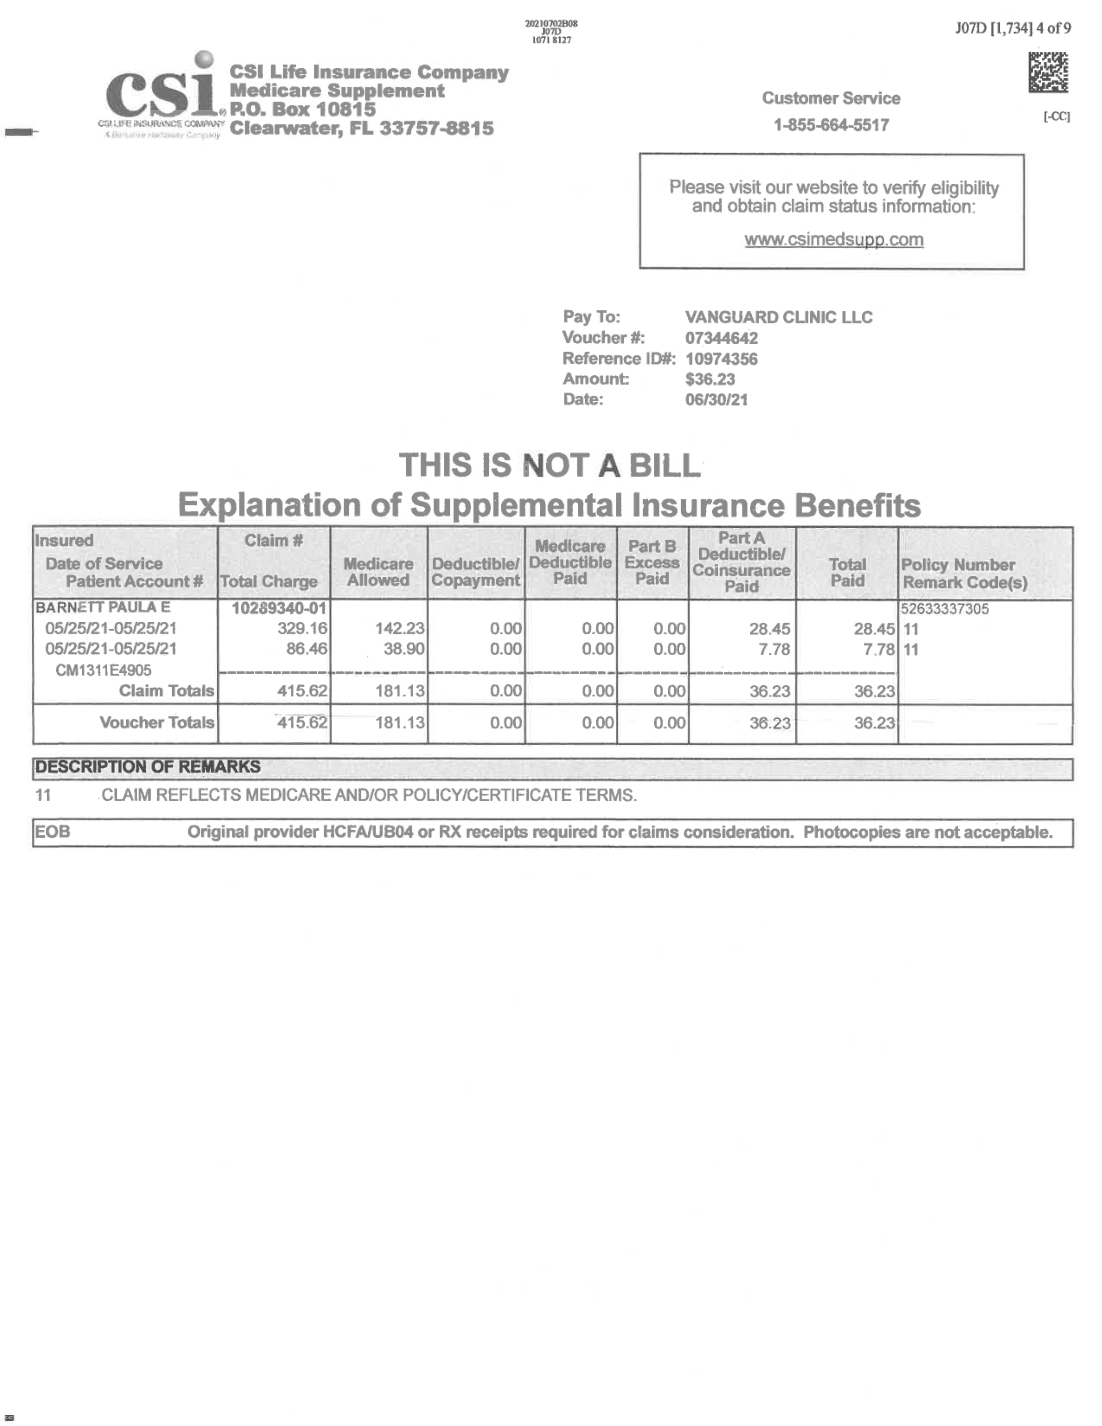 20210702B08
J07D
1071 8127
J07D [1,734] 4 of 9
csi
CSI LIFE INSURANCE COMPANY
A Berkshire Hathaway Company
CSI Life Insurance Company
Medicare Supplement
P.O. Box 10815
Clearwater, FL 33757-8815
Customer Service
1-855-664-5517
[-CC]
Please visit our website to verify eligibility
and obtain claim status information:
www.csimedsupp.com
Pay To: VANGUARD CLINIC LLC
Voucher #: 07344642
Reference ID#: 10974356
Amount: $36.23
Date: 06/30/21
THIS IS NOT A BILL
Explanation of Supplemental Insurance Benefits
Insured Date of Service Patient Account # Claim # Total Charge Medicare Allowed Deductible/ Copayment Medicare Deductible Paid Part B Excess Paid Part A Deductible/ Coinsurance Paid Total Paid Policy Number Remark Code(s)
BARNETT PAULA E 10289340-01 52633337305
05/25/21-05/25/21 329.16 142.23 0.00 0.00 0.00 28.45 28.45 11
05/25/21-05/25/21 86.46 38.90 0.00 0.00 0.00 7.78 7.78 11
CM1311E4905
Claim Totals 415.62 181.13 0.00 0.00 0.00 36.23 36.23
Voucher Totals 415.62 181.13 0.00 0.00 0.00 36.23 36.23
DESCRIPTION OF REMARKS
11 CLAIM REFLECTS MEDICARE AND/OR POLICY/CERTIFICATE TERMS.
EOB Original provider HCFA/UB04 or RX receipts required for claims consideration. Photocopies are not acceptable.